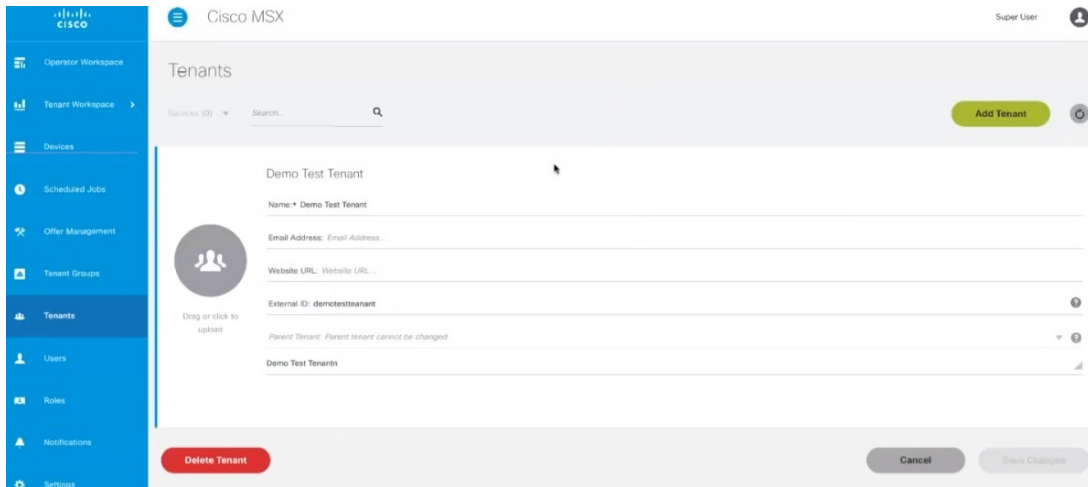 CISCO
Cisco MSX
Super User
Operator Workspace
Tenant Workspace
Devices
Scheduled Jobs
Offer Management
Tenant Groups
Tenants
Users
Roles
Notifications
Settings
Tenants
Services (0)
Search...
Add Tenant
Demo Test Tenant
Name:* Demo Test Tenant
Email Address: Email Address...
Website URL: Website URL...
External ID: demotestteanant
Drag or click to
upload
Parent Tenant: Parent tenant cannot be changed
Demo Test Tenantn
Delete Tenant
Cancel
Save Changes